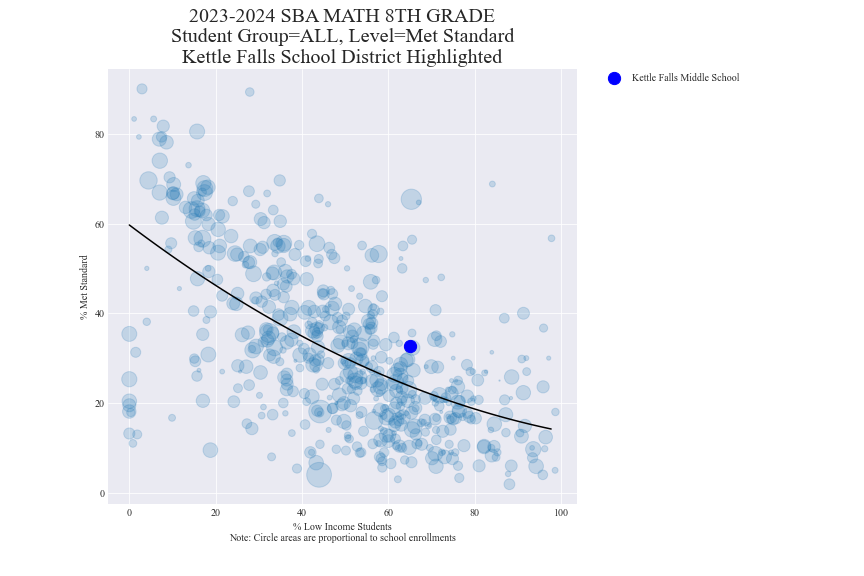 2023-2024 SBA MATH 8TH GRADE
Student Group=ALL, Level=Met Standard
Kettle Falls School District Highlighted
Kettle Falls Middle School
80
60
40
20
0
% Met Standard
0 20 40 60 80 100
% Low Income Students
Note: Circle areas are proportional to school enrollments